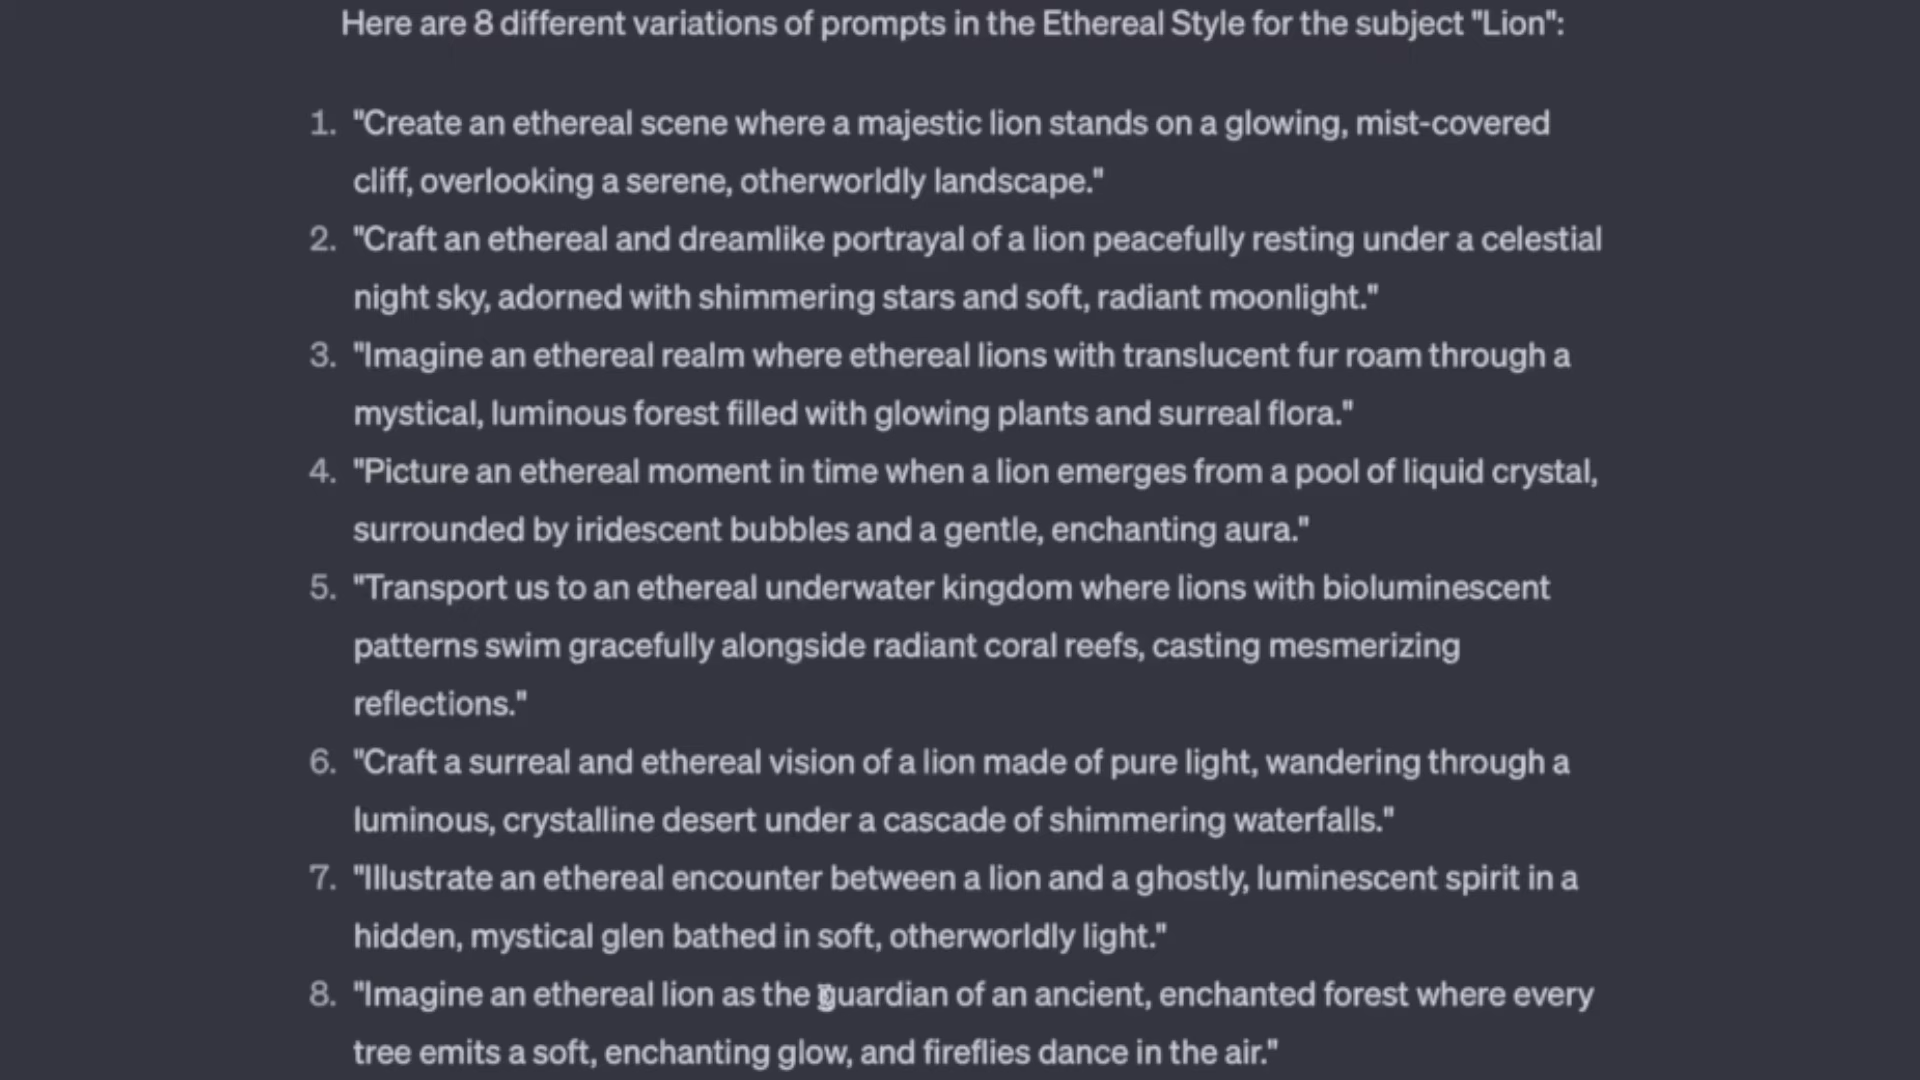 Here are 8 different variations of prompts in the Ethereal Style for the subject "Lion":
1. "Create an ethereal scene where a majestic lion stands on a glowing, mist-covered
cliff, overlooking a serene, otherworldly landscape."
2. "Craft an ethereal and dreamlike portrayal of a lion peacefully resting under a celestial
night sky, adorned with shimmering stars and soft, radiant moonlight."
3. "Imagine an ethereal realm where ethereal lions with translucent fur roam through a
mystical, luminous forest filled with glowing plants and surreal flora."
4. "Picture an ethereal moment in time when a lion emerges from a pool of liquid crystal,
surrounded by iridescent bubbles and a gentle, enchanting aura."
5. "Transport us to an ethereal underwater kingdom where lions with bioluminescent
patterns swim gracefully alongside radiant coral reefs, casting mesmerizing
reflections."
6. "Craft a surreal and ethereal vision of a lion made of pure light, wandering through a
luminous, crystalline desert under a cascade of shimmering waterfalls."
7. "Illustrate an ethereal encounter between a lion and a ghostly, luminescent spirit in a
hidden, mystical glen bathed in soft, otherworldly light."
8. "Imagine an ethereal lion as the guardian of an ancient, enchanted forest where every
tree emits a soft, enchanting glow, and fireflies dance in the air."